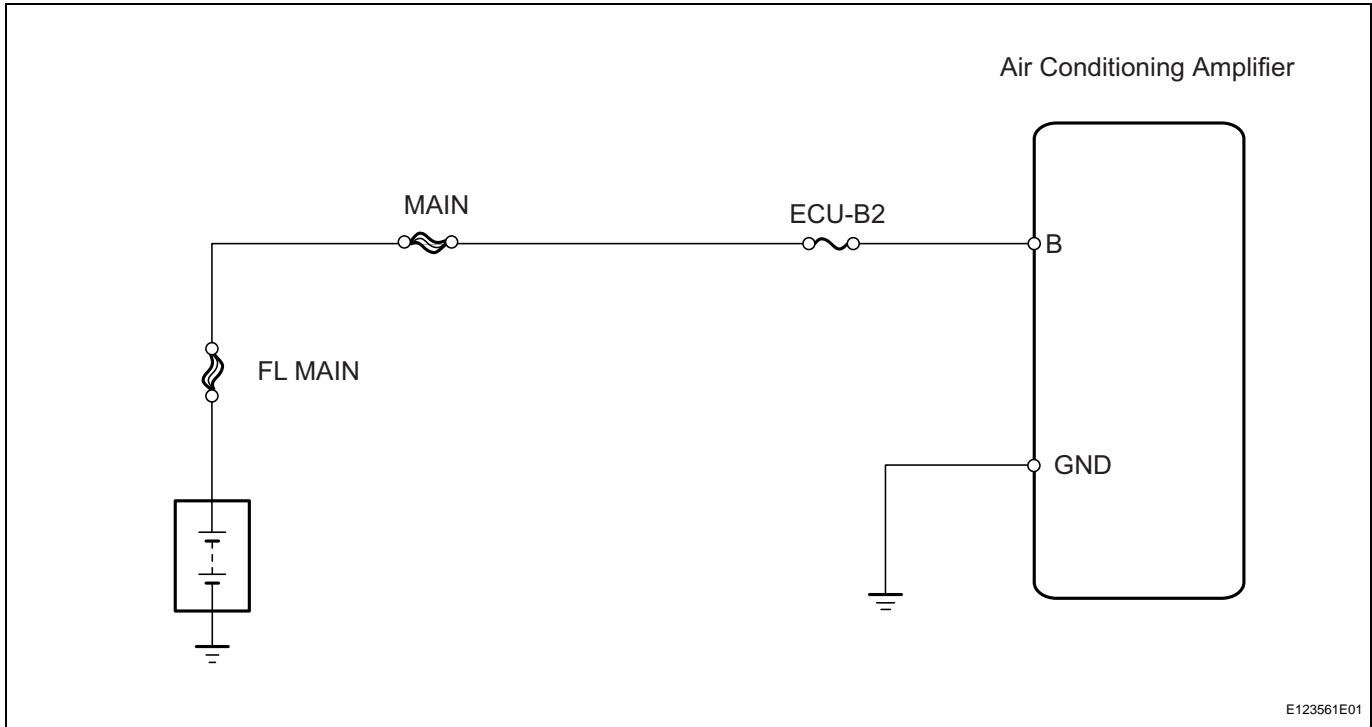 Air Conditioning Amplifier
MAIN
ECU-B2
B
FL MAIN
GND
E123561E01